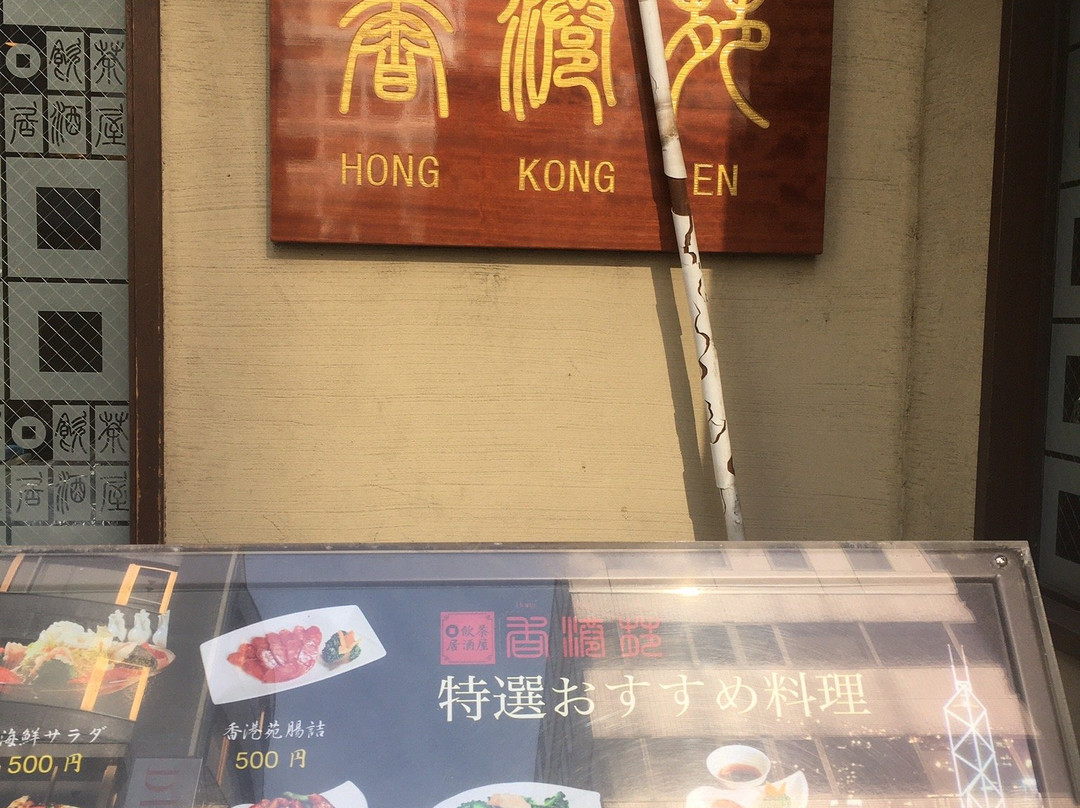 飲茶
居酒屋
香港苑
HONG KONG EN
飲茶
居酒屋
飲茶
居酒屋
香港苑
特選おすすめ料理
海鮮サラダ
500円
香港苑腸詰
500円